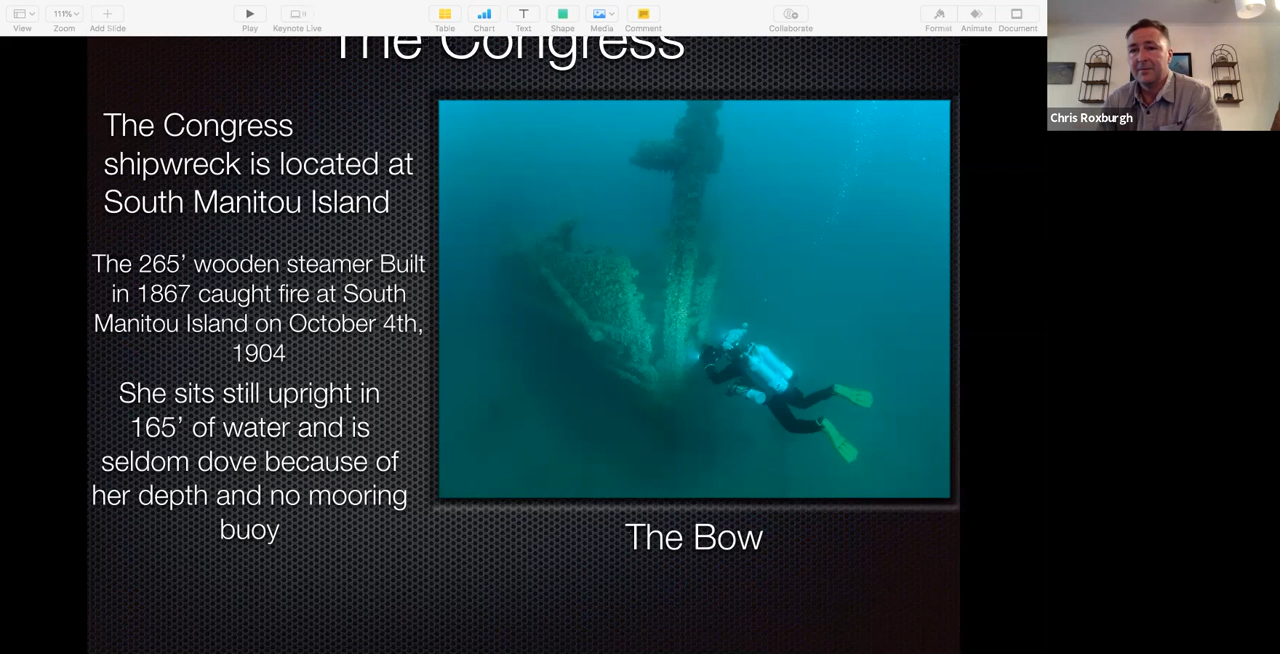 111%
View
Zoom
Add Slide
Play
Keynote Live
Table
Chart
Text
Shape
Media
Comment
Collaborate
Format
Animate
Document
The Congress
Chris Roxburgh
The Congress
shipwreck is located at
South Manitou Island
The 265’ wooden steamer Built
in 1867 caught fire at South
Manitou Island on October 4th,
1904
She sits still upright in
165’ of water and is
seldom dove because of
her depth and no mooring
buoy
The Bow